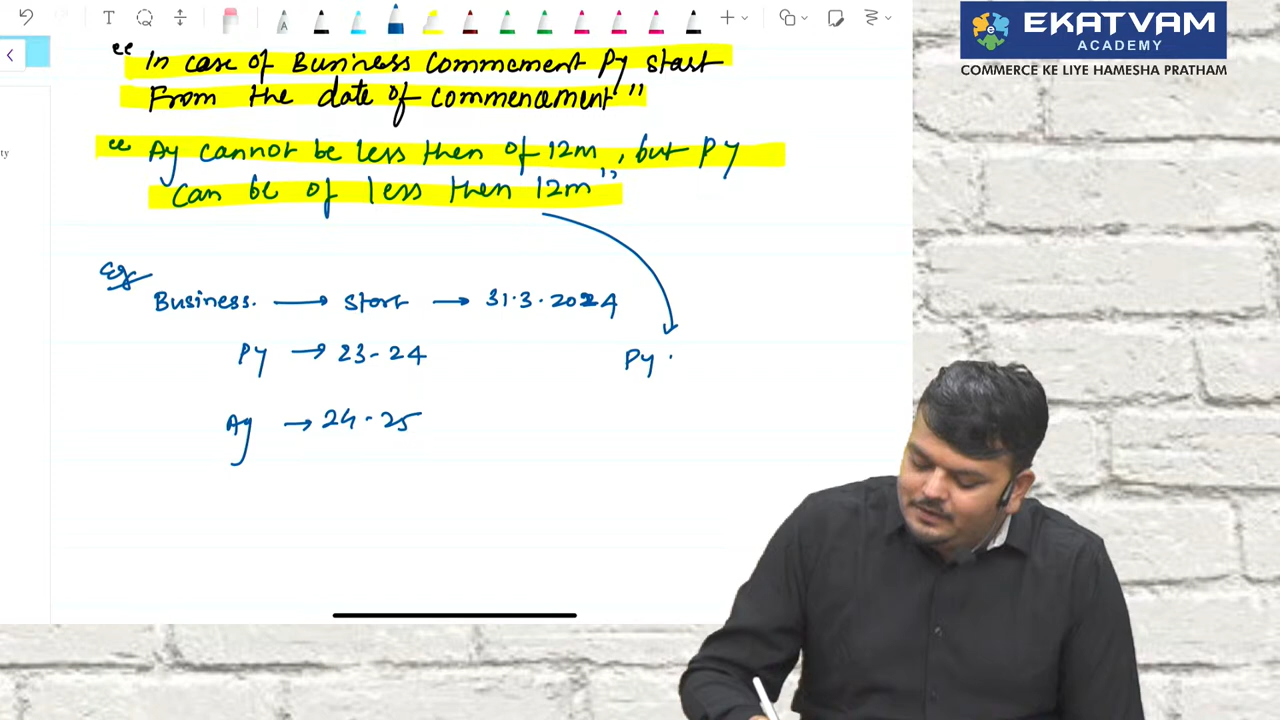 EKATVAM
ACADEMY
COMMERCE KE LIYE HAMESHA PRATHAM
"In case of Business Commcement Py start
From the date of commencement"
"Ay cannot be less then of 12m, but Py
can be of less then 12m"
Eg
Business. → Start → 31.3.2024
Py → 23-24
Py
Ay → 24-25